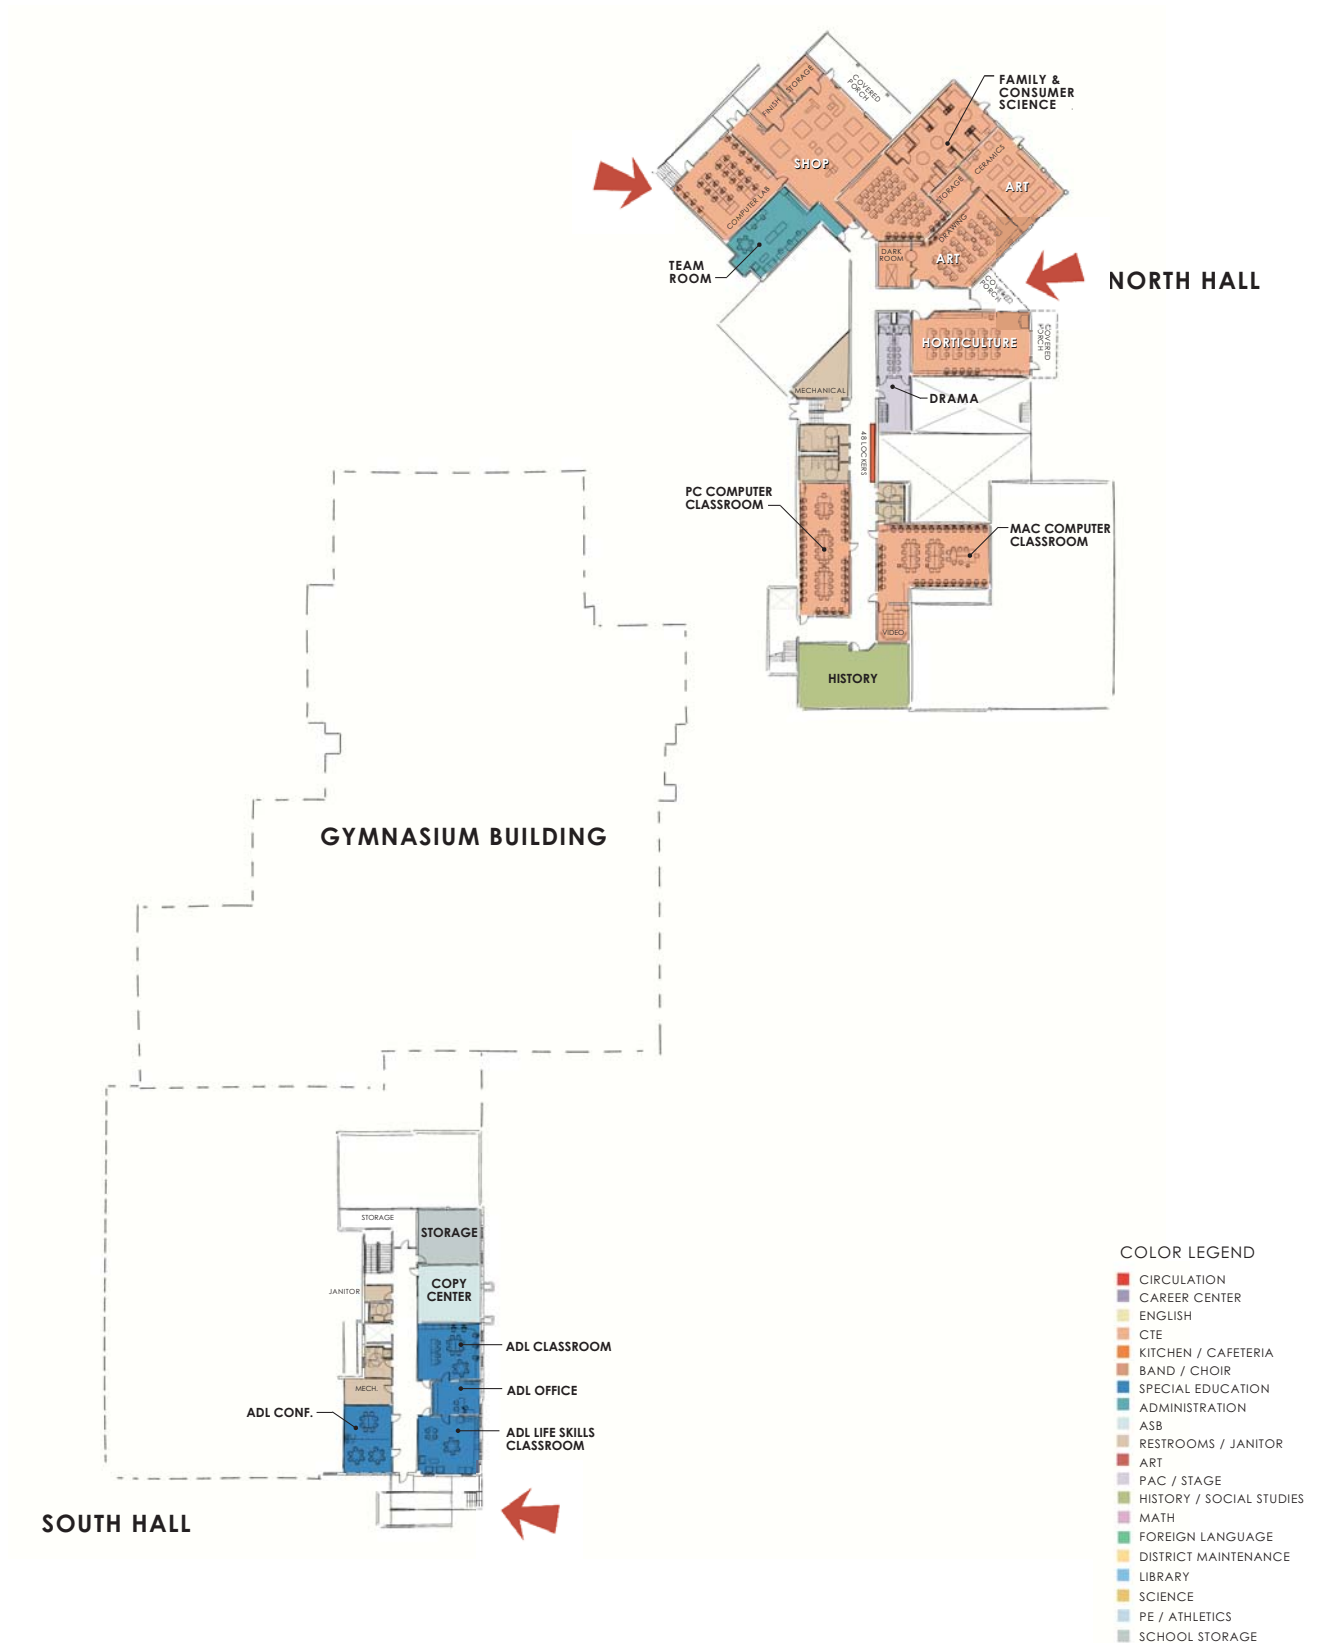 FAMILY &
CONSUMER
SCIENCE
STORAGE
COVERED
PORCH
FINISH
SHOP
CERAMICS
ART
STORAGE
COMPUTER LAB
DRAWING
DARK
ROOM
ART
TEAM
ROOM
COVERED
PORCH
NORTH HALL
HORTICULTURE
COVERED
PORCH
MECHANICAL
DRAMA
48 LOCKERS
PC COMPUTER
CLASSROOM
MAC COMPUTER
CLASSROOM
VIDEO
HISTORY
GYMNASIUM BUILDING
STORAGE
STORAGE
COPY
CENTER
JANITOR
ADL CLASSROOM
MECH.
ADL OFFICE
ADL CONF.
ADL LIFE SKILLS
CLASSROOM
SOUTH HALL
COLOR LEGEND
CIRCULATION
CAREER CENTER
ENGLISH
CTE
KITCHEN / CAFETERIA
BAND / CHOIR
SPECIAL EDUCATION
ADMINISTRATION
ASB
RESTROOMS / JANITOR
ART
PAC / STAGE
HISTORY / SOCIAL STUDIES
MATH
FOREIGN LANGUAGE
DISTRICT MAINTENANCE
LIBRARY
SCIENCE
PE / ATHLETICS
SCHOOL STORAGE